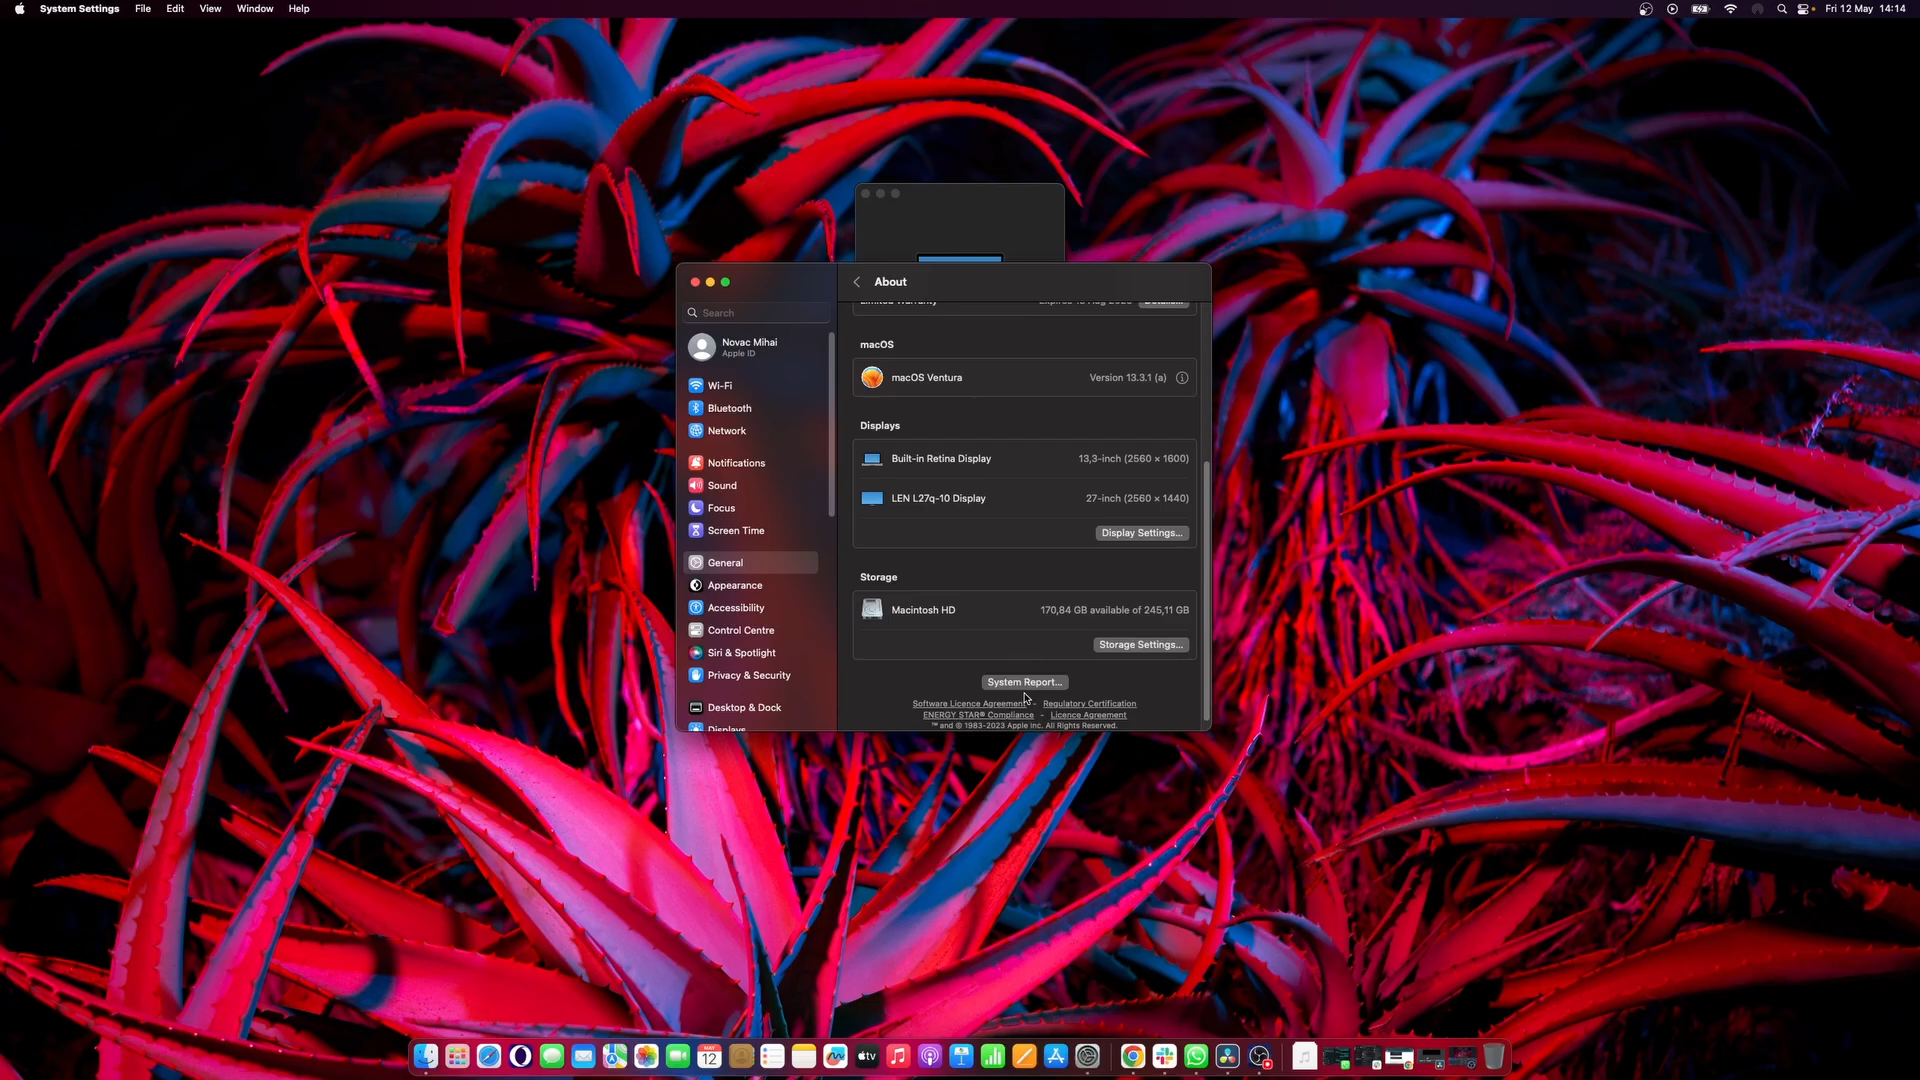 System Settings File Edit View Window Help
Fri 12 May 14:14
About
Search
Novac Mihai
Apple ID
Wi-Fi
Bluetooth
Network
Notifications
Sound
Focus
Screen Time
General
Appearance
Accessibility
Control Centre
Siri & Spotlight
Privacy & Security
Desktop & Dock
Displays
macOS
macOS Ventura Version 13.3.1 (a)
Displays
Built-in Retina Display 13,3-inch (2560 × 1600)
LEN L27q-10 Display 27-inch (2560 × 1440)
Display Settings...
Storage
Macintosh HD 170,84 GB available of 245,11 GB
Storage Settings...
System Report...
Software Licence Agreement - Regulatory Certification
ENERGY STAR® Compliance - Licence Agreement
™ and © 1983-2023 Apple Inc. All Rights Reserved.
MAY
12
tv